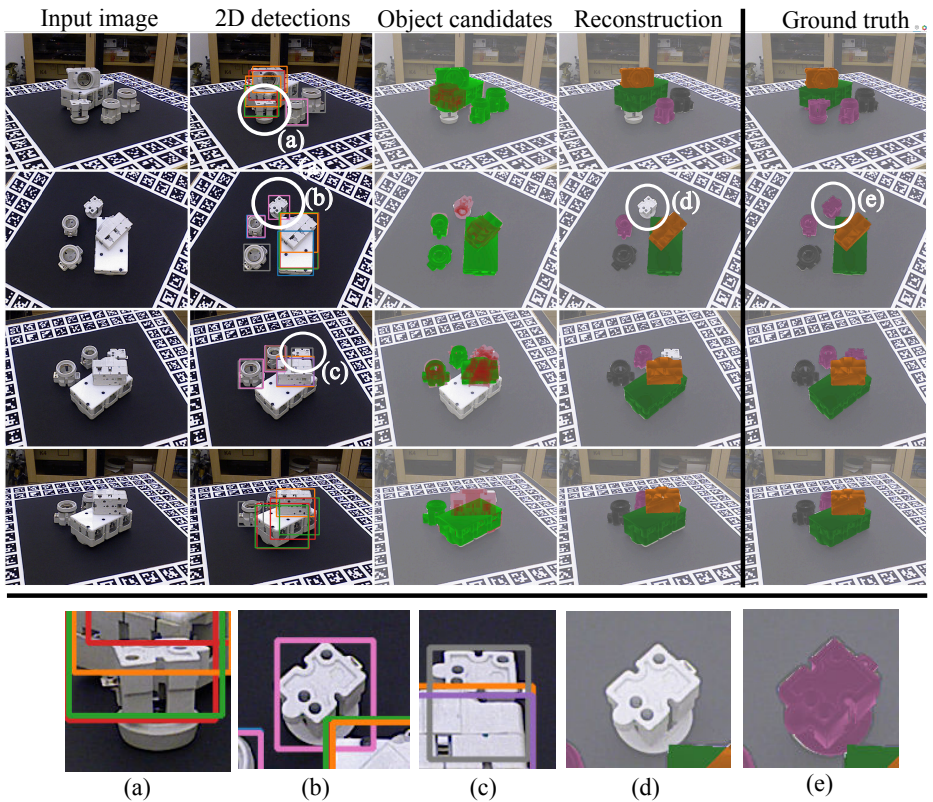 Input image
2D detections
Object candidates
Reconstruction
Ground truth
(a)
(b)
(d)
(e)
(c)
(a)
(b)
(c)
(d)
(e)